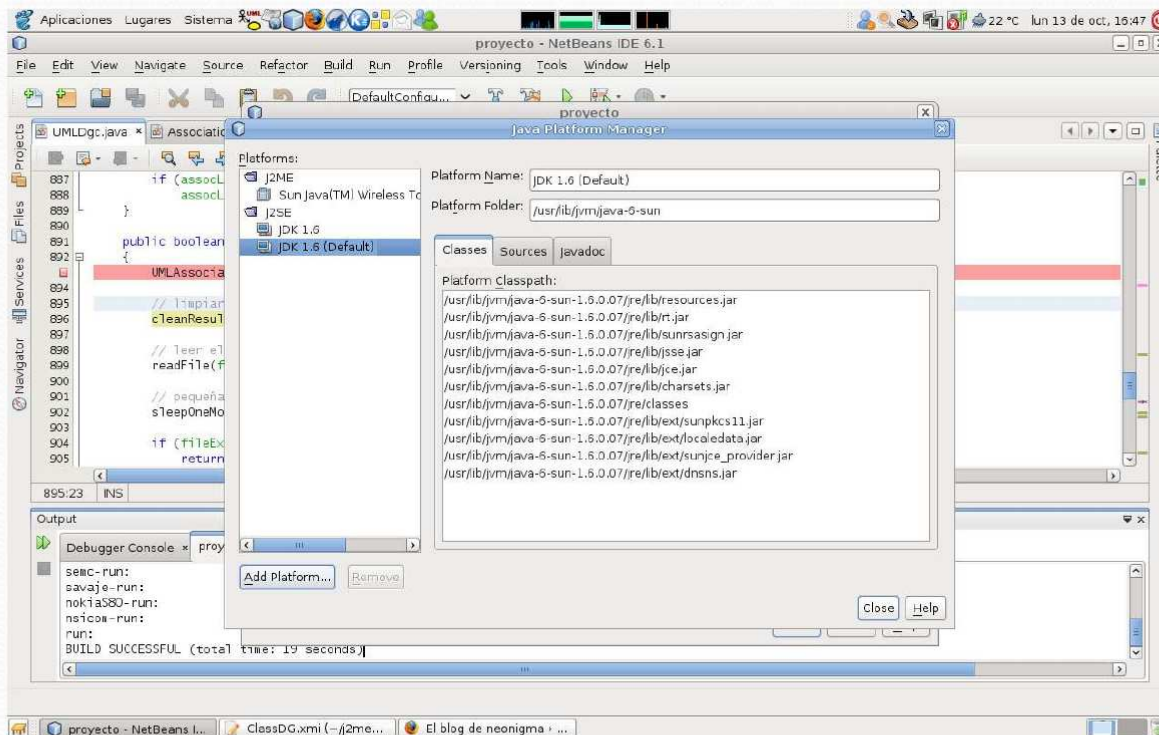 Aplicaciones Lugares Sistema
22 °C lun 13 de oct, 16:47
proyecto - NetBeans IDE 6.1
File Edit View Navigate Source Refactor Build Run Profile Versioning Tools Window Help
DefaultConfigu...
proyecto
Java Platform Manager
Projects
Files
Services
Navigator
UMLDgc.java
Associatio
887 if (assocL
888 assocL
889 }
890
891 public boolean
892 {
UMLAssocia
894
895 // limpiar
896 cleanResul
897
898 // leer el
899 readFile(f
900
901 // pequeña
902 sleepOneMo
903
904 if (fileEx
905 return
895:23 INS
Platforms:
J2ME
Sun Java(TM) Wireless To
J2SE
JDK 1.6
JDK 1.6 (Default)
Platform Name: JDK 1.6 (Default)
Platform Folder: /usr/lib/jvm/java-6-sun
Classes Sources Javadoc
Platform Classpath:
/usr/lib/jvm/java-6-sun-1.6.0.07/jre/lib/resources.jar
/usr/lib/jvm/java-6-sun-1.6.0.07/jre/lib/rt.jar
/usr/lib/jvm/java-6-sun-1.6.0.07/jre/lib/sunrsasign.jar
/usr/lib/jvm/java-6-sun-1.6.0.07/jre/lib/jsse.jar
/usr/lib/jvm/java-6-sun-1.6.0.07/jre/lib/jce.jar
/usr/lib/jvm/java-6-sun-1.6.0.07/jre/lib/charsets.jar
/usr/lib/jvm/java-6-sun-1.6.0.07/jre/classes
/usr/lib/jvm/java-6-sun-1.6.0.07/jre/lib/ext/sunpkcs11.jar
/usr/lib/jvm/java-6-sun-1.6.0.07/jre/lib/ext/localedata.jar
/usr/lib/jvm/java-6-sun-1.6.0.07/jre/lib/ext/sunjce_provider.jar
/usr/lib/jvm/java-6-sun-1.6.0.07/jre/lib/ext/dnsns.jar
Add Platform... Remove
Close Help
Output
Debugger Console proy
semc-run:
savaje-run:
nokiaS80-run:
nsicom-run:
run:
BUILD SUCCESSFUL (total time: 19 seconds)
proyecto - NetBeans I... ClassDG.xmi (~/j2me... El blog de neonigma › ...